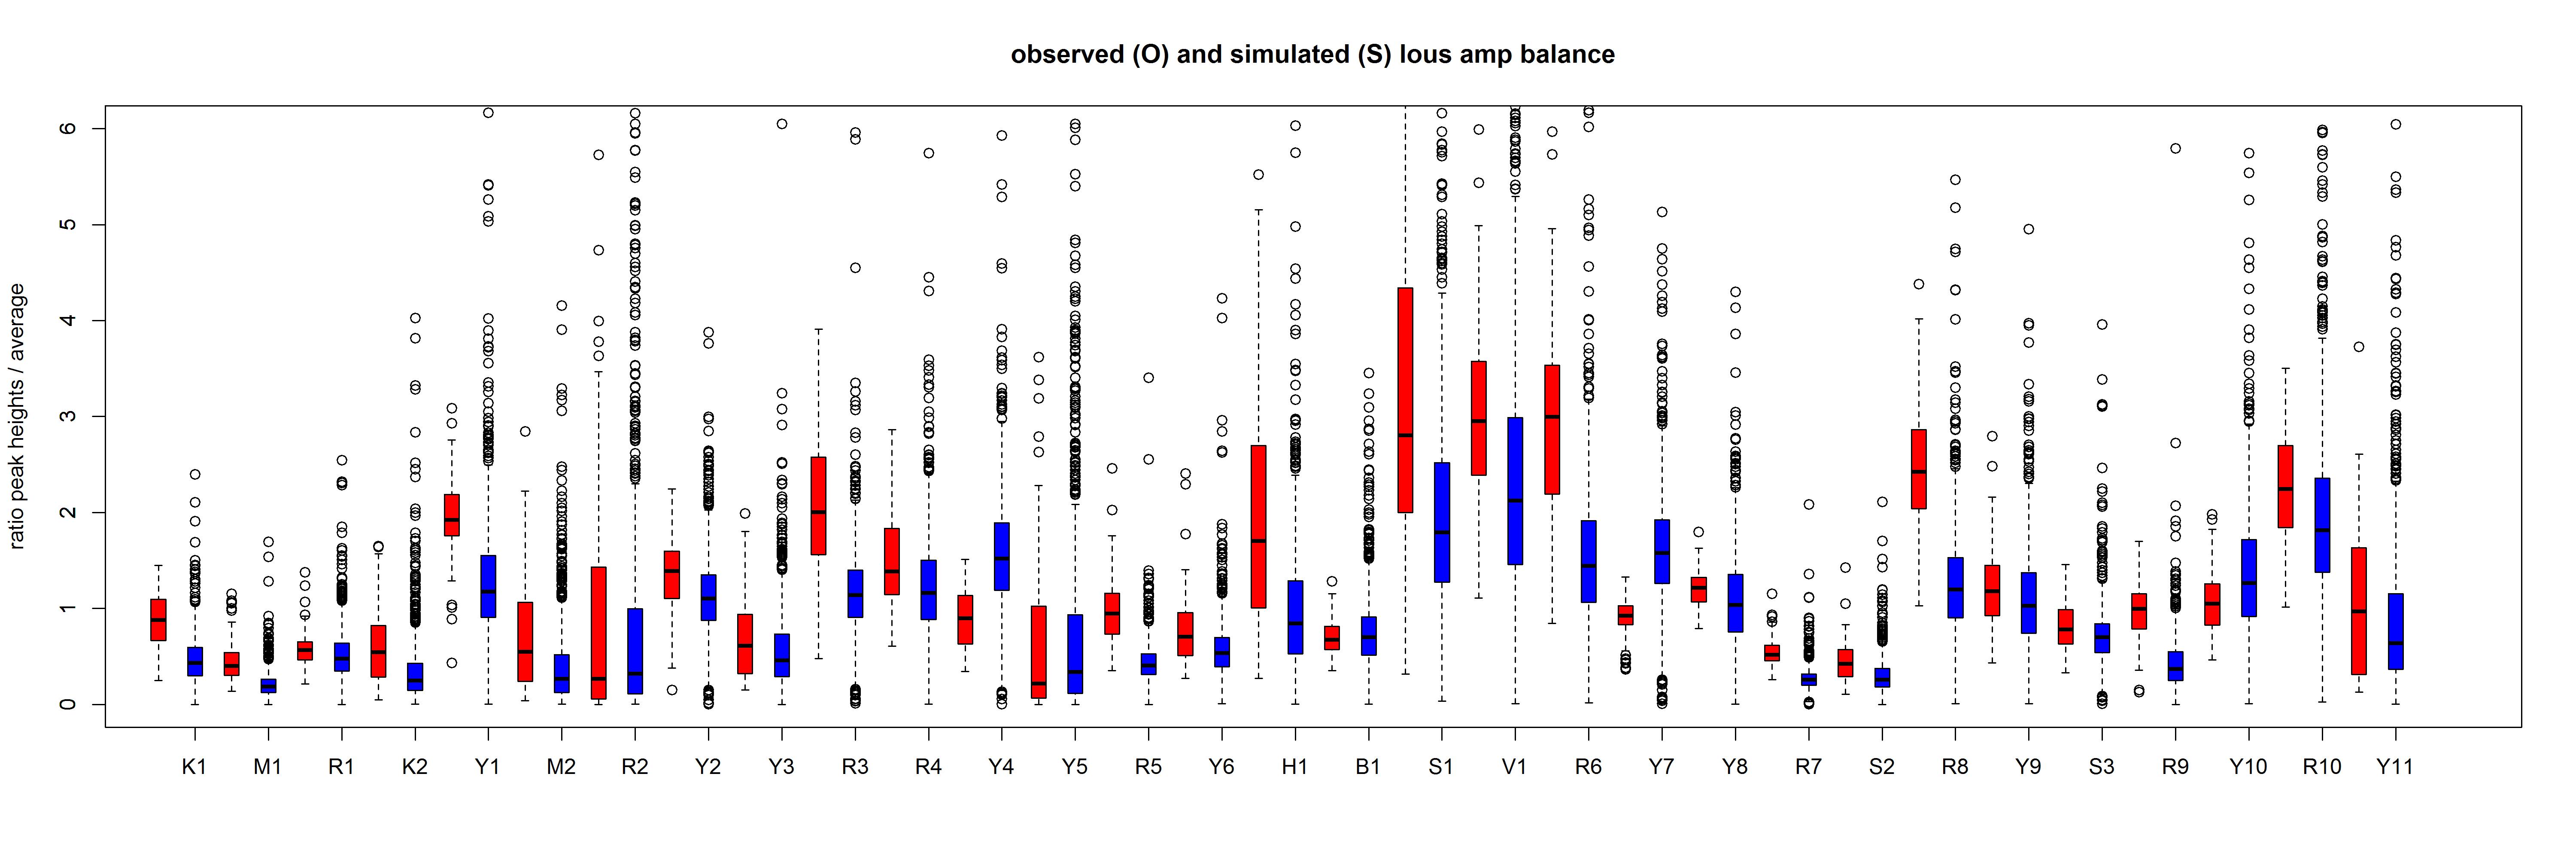 observed (O) and simulated (S) lous amp balance
ratio peak heights / average
6
5
4
3
2
1
0
K1 M1 R1 K2 Y1 M2 R2 Y2 Y3 R3 R4 Y4 Y5 R5 Y6 H1 B1 S1 V1 R6 Y7 Y8 R7 S2 R8 Y9 S3 R9 Y10 R10 Y11